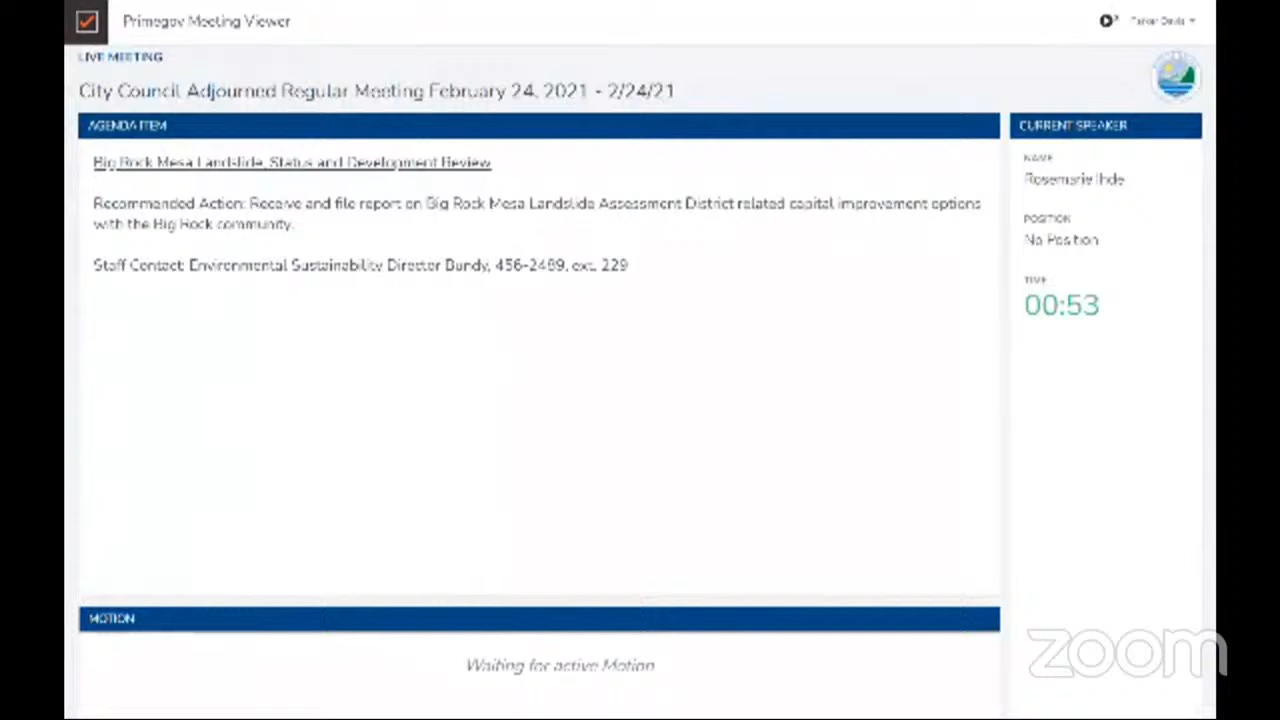 Primegov Meeting Viewer
Parker Davis
LIVE MEETING
City Council Adjourned Regular Meeting February 24, 2021 - 2/24/21
AGENDA ITEM
CURRENT SPEAKER
Big Rock Mesa Landslide, Status and Development Review
Recommended Action: Receive and file report on Big Rock Mesa Landslide Assessment District related capital improvement options
with the Big Rock community.
Staff Contact: Environmental Sustainability Director Bundy, 456-2489, ext. 229
NAME
Rosemarie Ihde
POSITION
No Position
TIME
00:53
MOTION
Waiting for active Motion
zoom